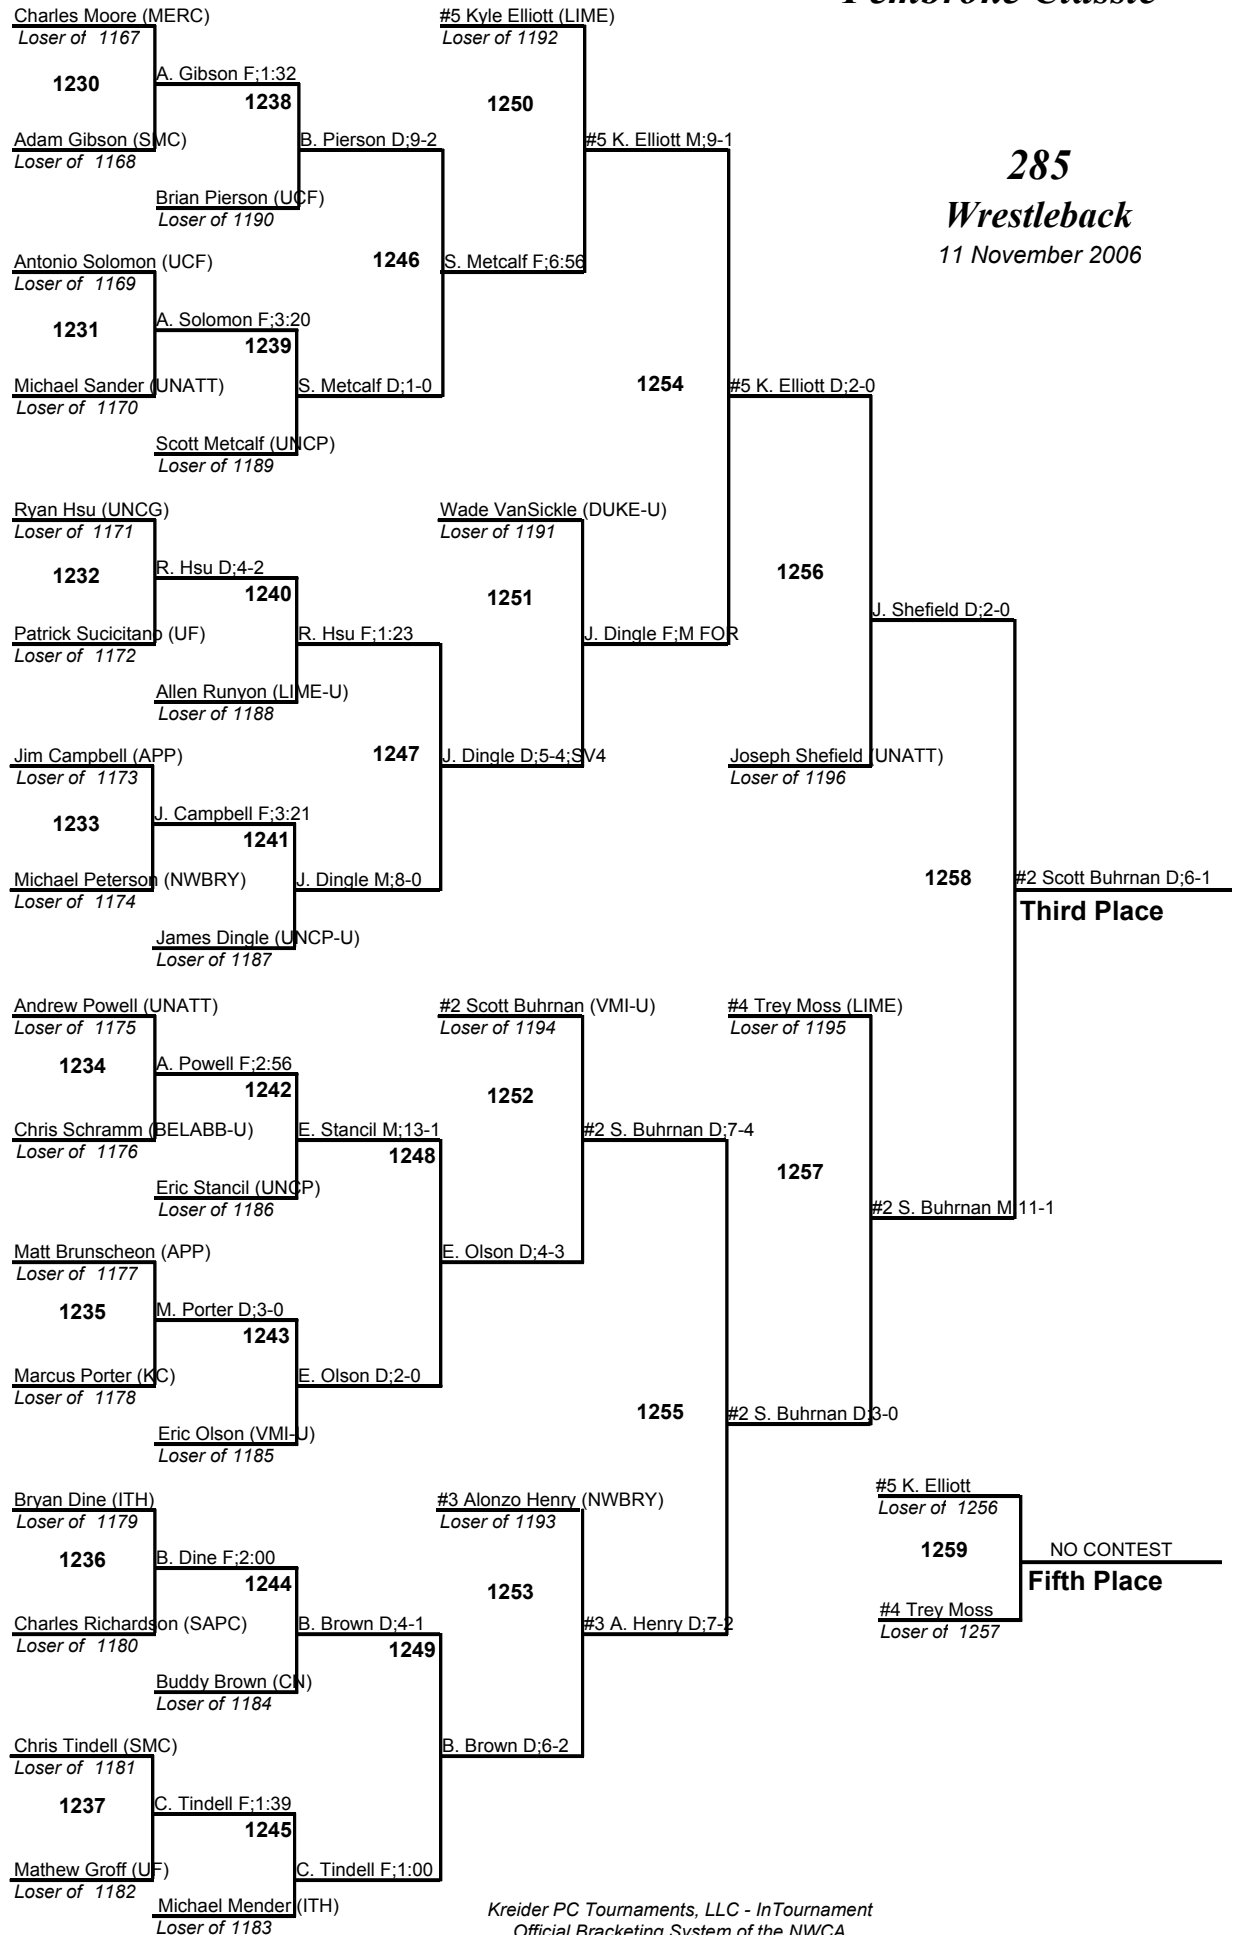 Pembroke Classic
285
Wrestleback
11 November 2006
Charles Moore (MERC)
Loser of 1167
1230
A. Gibson F;1:32
1238
Adam Gibson (SMC)
Loser of 1168
B. Pierson D;9-2
Brian Pierson (UCF)
Loser of 1190
Antonio Solomon (UCF)
Loser of 1169
1246
S. Metcalf F;6:56
1231
A. Solomon F;3:20
1239
Michael Sander (UNATT)
Loser of 1170
S. Metcalf D;1-0
Scott Metcalf (UNCP)
Loser of 1189
#5 Kyle Elliott (LIME)
Loser of 1192
1250
#5 K. Elliott M;9-1
1254
#5 K. Elliott D;2-0
Ryan Hsu (UNCG)
Loser of 1171
1232
R. Hsu D;4-2
1240
Patrick Sucicitano (UF)
Loser of 1172
R. Hsu F;1:23
Allen Runyon (LIME-U)
Loser of 1188
Wade VanSickle (DUKE-U)
Loser of 1191
1251
J. Dingle F;M FOR
1256
J. Shefield D;2-0
Jim Campbell (APP)
Loser of 1173
1247
J. Dingle D;5-4;SV4
Joseph Shefield (UNATT)
Loser of 1196
1233
J. Campbell F;3:21
1241
Michael Peterson (NWBRY)
Loser of 1174
J. Dingle M;8-0
James Dingle (UNCP-U)
Loser of 1187
1258
#2 Scott Buhrnan D;6-1
Third Place
Andrew Powell (UNATT)
Loser of 1175
1234
A. Powell F;2:56
1242
Chris Schramm (BELABB-U)
Loser of 1176
E. Stancil M;13-1
1248
Eric Stancil (UNCP)
Loser of 1186
#2 Scott Buhrnan (VMI-U)
Loser of 1194
1252
#2 S. Buhrnan D;7-4
#4 Trey Moss (LIME)
Loser of 1195
1257
#2 S. Buhrnan M;11-1
Matt Brunscheon (APP)
Loser of 1177
E. Olson D;4-3
1235
M. Porter D;3-0
1243
Marcus Porter (KC)
Loser of 1178
E. Olson D;2-0
Eric Olson (VMI-U)
Loser of 1185
1255
#2 S. Buhrnan D;3-0
Bryan Dine (ITH)
Loser of 1179
1236
B. Dine F;2:00
1244
Charles Richardson (SAPC)
Loser of 1180
B. Brown D;4-1
1249
Buddy Brown (CN)
Loser of 1184
#3 Alonzo Henry (NWBRY)
Loser of 1193
1253
#3 A. Henry D;7-2
#5 K. Elliott
Loser of 1256
1259
NO CONTEST
Fifth Place
#4 Trey Moss
Loser of 1257
Chris Tindell (SMC)
Loser of 1181
B. Brown D;6-2
1237
C. Tindell F;1:39
1245
Mathew Groff (UF)
Loser of 1182
C. Tindell F;1:00
Michael Mender (ITH)
Loser of 1183
Kreider PC Tournaments, LLC - InTournament
Official Bracketing System of the NWCA